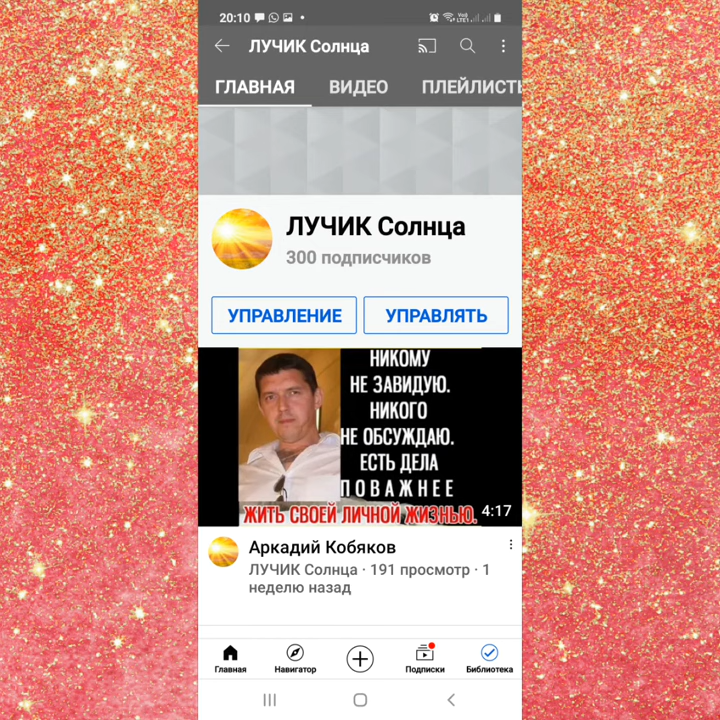 20:10
ЛУЧИК Солнца
ГЛАВНАЯ ВИДЕО ПЛЕЙЛИСТЬ
ЛУЧИК Солнца
300 подписчиков
УПРАВЛЕНИЕ УПРАВЛЯТЬ
НИКОМУ
НЕ ЗАВИДУЮ.
НИКОГО
НЕ ОБСУЖДАЮ.
ЕСТЬ ДЕЛА
ПОВАЖНЕЕ
ЖИТЬ СВОЕЙ ЛИЧНОЙ ЖИЗНЬЮ.
4:17
Аркадий Кобяков
ЛУЧИК Солнца · 191 просмотр · 1
неделю назад
Главная Навигатор Подписки Библиотека